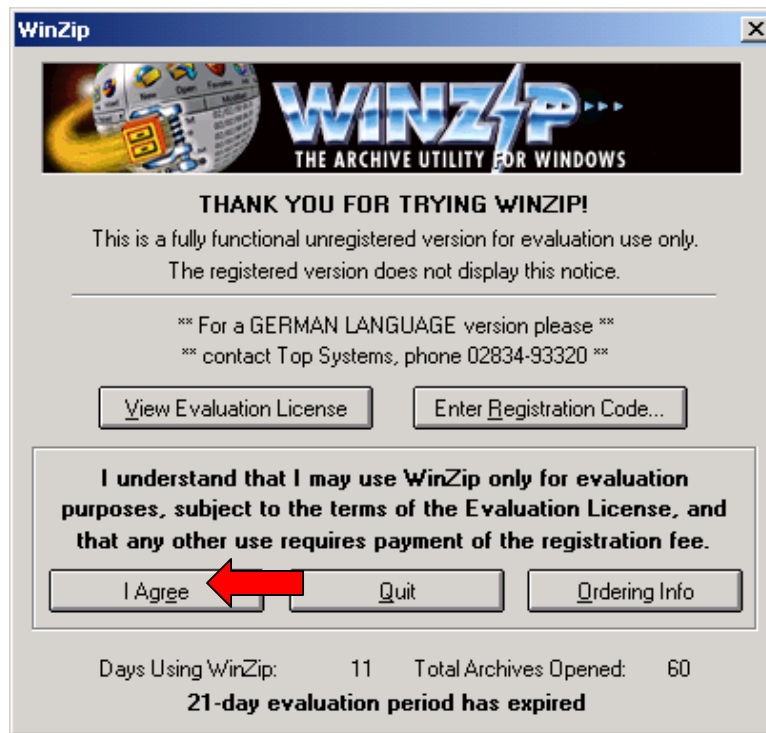 WinZip
WINZIP
THE ARCHIVE UTILITY FOR WINDOWS
THANK YOU FOR TRYING WINZIP!
This is a fully functional unregistered version for evaluation use only.
The registered version does not display this notice.
** For a GERMAN LANGUAGE version please **
** contact Top Systems, phone 02834-93320 **
View Evaluation License Enter Registration Code...
I understand that I may use WinZip only for evaluation
purposes, subject to the terms of the Evaluation License, and
that any other use requires payment of the registration fee.
I Agree Quit Ordering Info
Days Using WinZip: 11 Total Archives Opened: 60
21-day evaluation period has expired